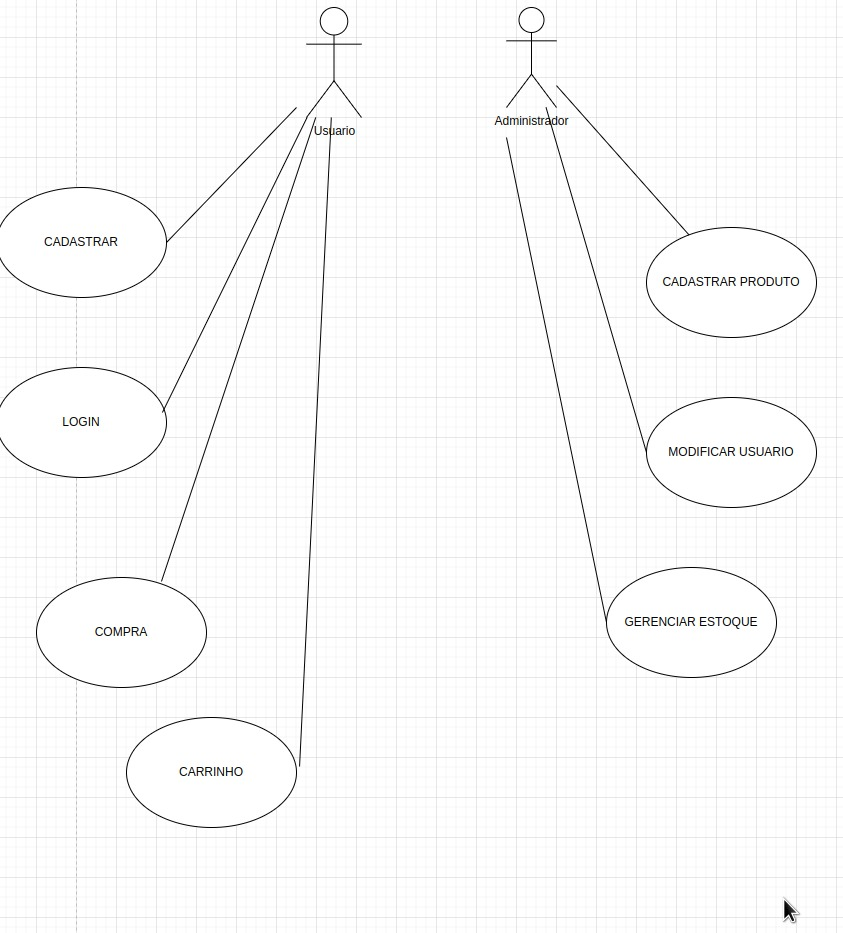 Usuario
Administrador
CADASTRAR
CADASTRAR PRODUTO
LOGIN
MODIFICAR USUARIO
COMPRA
GERENCIAR ESTOQUE
CARRINHO